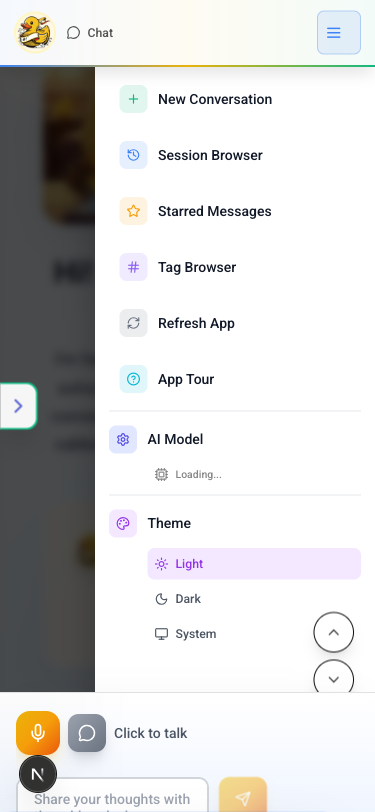 Chat
New Conversation
Session Browser
Starred Messages
Tag Browser
Refresh App
App Tour
AI Model
Loading...
Theme
Light
Dark
System
Click to talk
N
Share your thoughts with